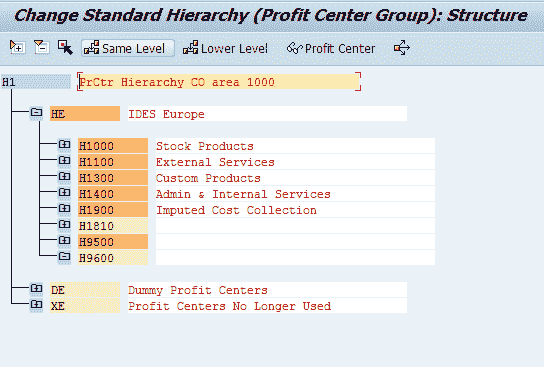 Change Standard Hierarchy (Profit Center Group): Structure
Same Level Lower Level Profit Center
H1 PrCtr Hierarchy CO area 1000
HE IDES Europe
H1000 Stock Products
H1100 External Services
H1300 Custom Products
H1400 Admin & Internal Services
H1900 Imputed Cost Collection
H1810
H9500
H9600
DE Dummy Profit Centers
XE Profit Centers No Longer Used